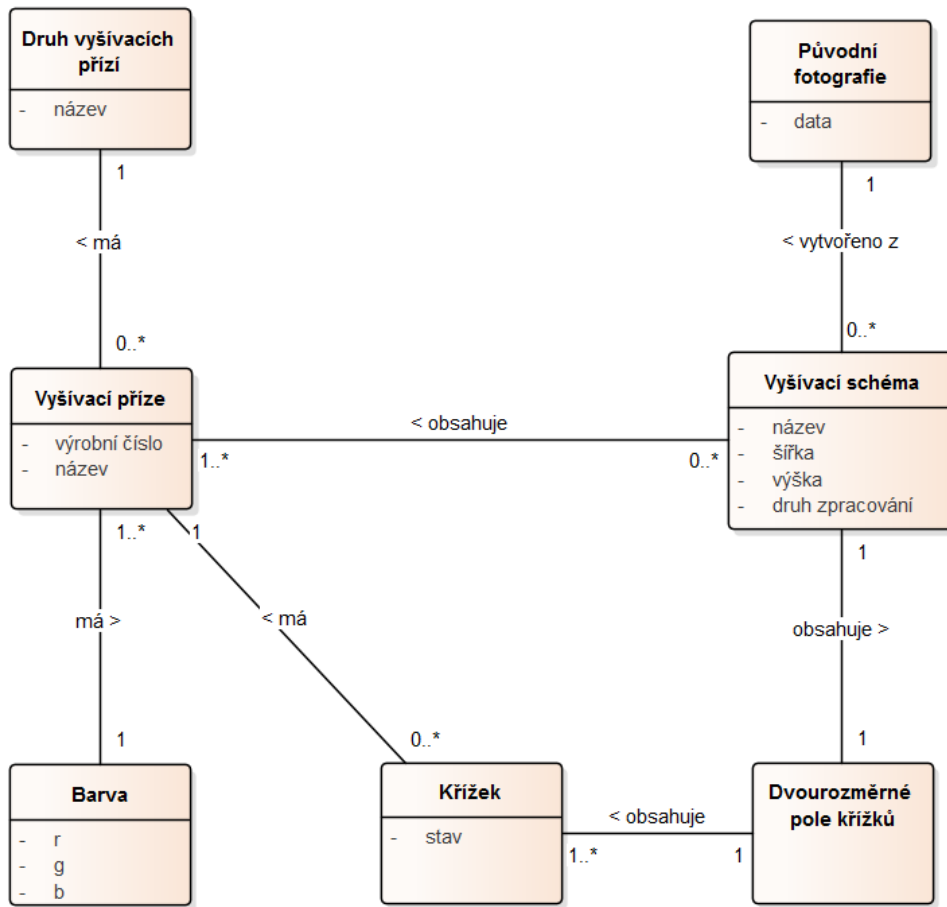 Druh vyšívacích
přízí
- název
1
< má
0..*
Původní
fotografie
- data
1
< vytvořeno z
0..*
Vyšívací příze
- výrobní číslo
- název
1..*
< obsahuje
0..*
Vyšívací schéma
- název
- šířka
- výška
- druh zpracování
1..*
1
1
má >
< má
obsahuje >
1
0..*
1
Barva
- r
- g
- b
Křížek
- stav
1..*
< obsahuje
1
Dvourozměrné
pole křížků